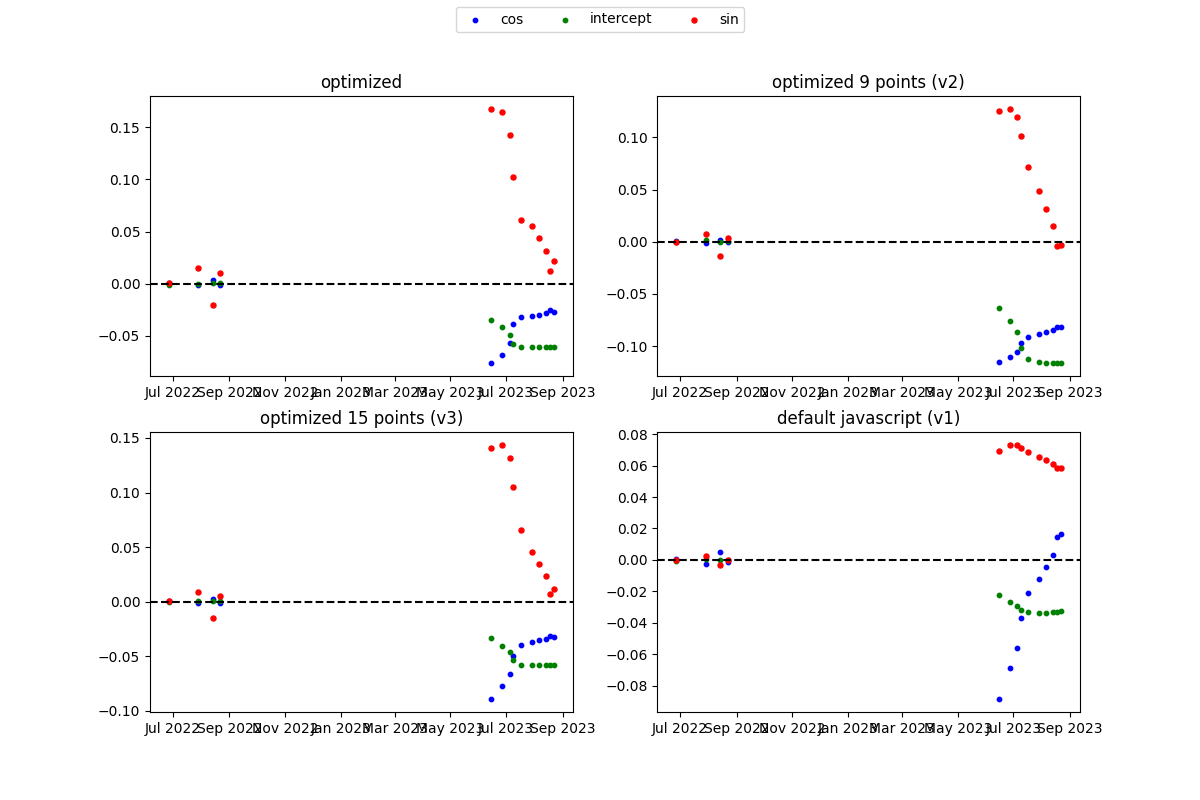 cos intercept sin
optimized
0.15
0.10
0.05
0.00
−0.05
Jul 2022 Sep 2022 Nov 2022 Jan 2023 Mar 2023 May 2023 Jul 2023 Sep 2023
optimized 9 points (v2)
0.10
0.05
0.00
−0.05
−0.10
Jul 2022 Sep 2022 Nov 2022 Jan 2023 Mar 2023 May 2023 Jul 2023 Sep 2023
optimized 15 points (v3)
0.15
0.10
0.05
0.00
−0.05
−0.10
Jul 2022 Sep 2022 Nov 2022 Jan 2023 Mar 2023 May 2023 Jul 2023 Sep 2023
default javascript (v1)
0.08
0.06
0.04
0.02
0.00
−0.02
−0.04
−0.06
−0.08
Jul 2022 Sep 2022 Nov 2022 Jan 2023 Mar 2023 May 2023 Jul 2023 Sep 2023